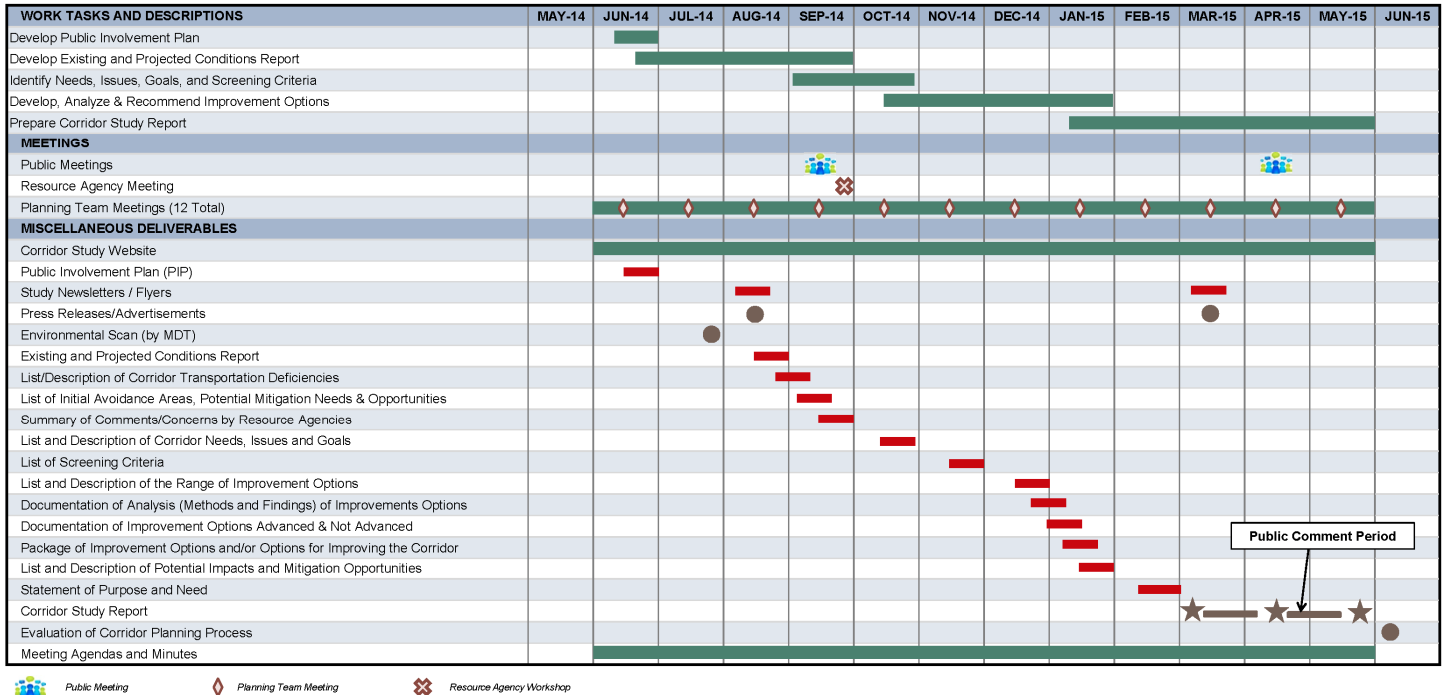 WORK TASKS AND DESCRIPTIONS MAY-14 JUN-14 JUL-14 AUG-14 SEP-14 OCT-14 NOV-14 DEC-14 JAN-15 FEB-15 MAR-15 APR-15 MAY-15 JUN-15
Develop Public Involvement Plan
Develop Existing and Projected Conditions Report
Identify Needs, Issues, Goals, and Screening Criteria
Develop, Analyze & Recommend Improvement Options
Prepare Corridor Study Report
MEETINGS
Public Meetings
Resource Agency Meeting
Planning Team Meetings (12 Total)
MISCELLANEOUS DELIVERABLES
Corridor Study Website
Public Involvement Plan (PIP)
Study Newsletters / Flyers
Press Releases/Advertisements
Environmental Scan (by MDT)
Existing and Projected Conditions Report
List/Description of Corridor Transportation Deficiencies
List of Initial Avoidance Areas, Potential Mitigation Needs & Opportunities
Summary of Comments/Concerns by Resource Agencies
List and Description of Corridor Needs, Issues and Goals
List of Screening Criteria
List and Description of the Range of Improvement Options
Documentation of Analysis (Methods and Findings) of Improvements Options
Documentation of Improvement Options Advanced & Not Advanced
Public Comment Period
Package of Improvement Options and/or Options for Improving the Corridor
List and Description of Potential Impacts and Mitigation Opportunities
Statement of Purpose and Need
Corridor Study Report
Evaluation of Corridor Planning Process
Meeting Agendas and Minutes
Public Meeting Planning Team Meeting Resource Agency Workshop